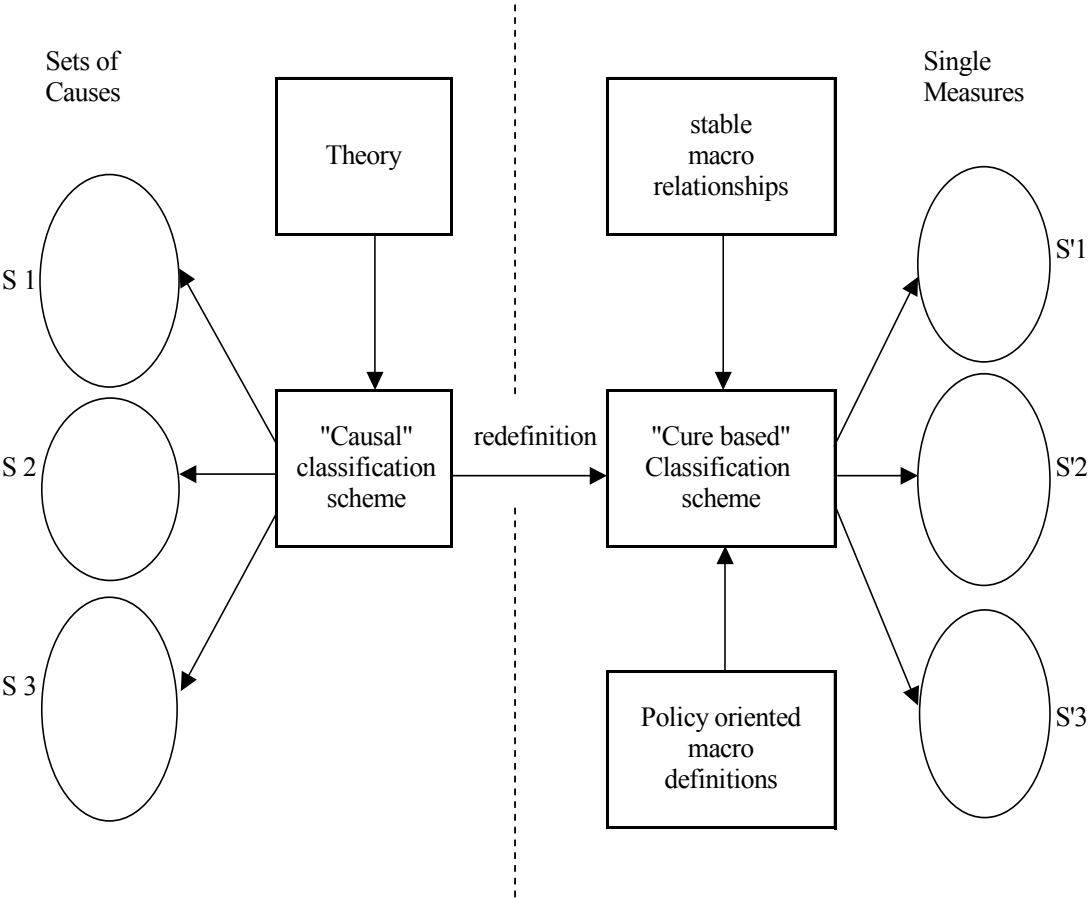 Sets of
Causes
Single
Measures
Theory
stable
macro
relationships
S 1
S'1
"Causal"
classification
scheme
redefinition
"Cure based"
Classification
scheme
S 2
S'2
S 3
S'3
Policy oriented
macro
definitions